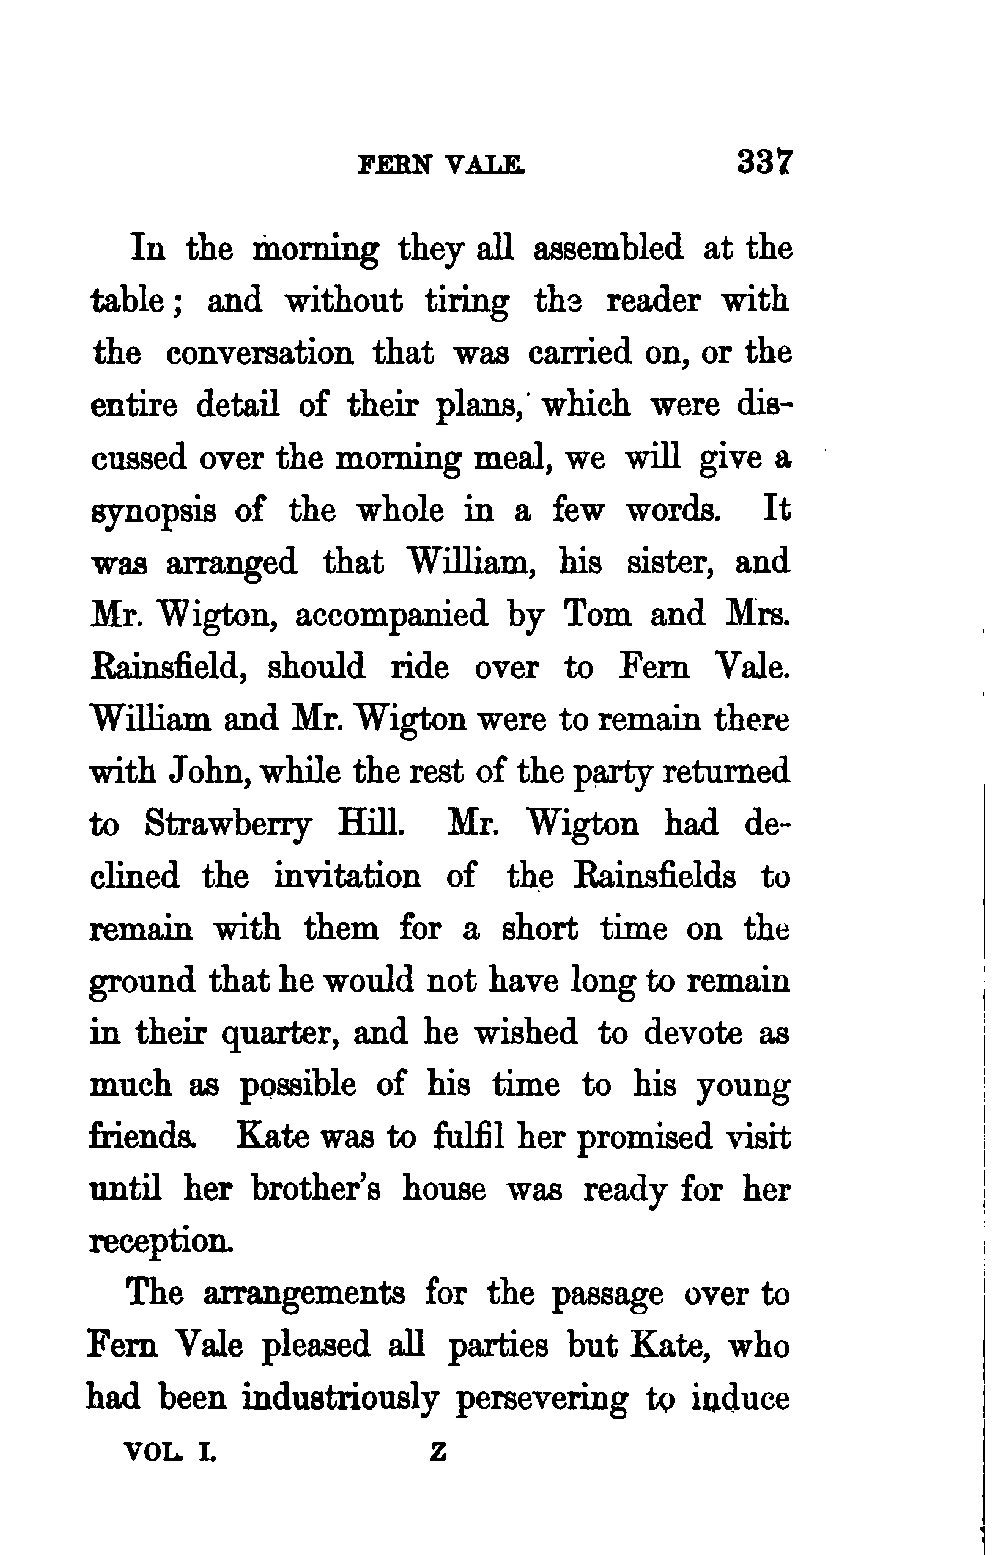 FERN VALE. 337
In the morning they all assembled at the
table; and without tiring the reader with
the conversation that was carried on, or the
entire detail of their plans, which were dis-
cussed over the morning meal, we will give a
synopsis of the whole in a few words. It
was arranged that William, his sister, and
Mr. Wigton, accompanied by Tom and Mrs.
Rainsfield, should ride over to Fern Vale.
William and Mr. Wigton were to remain there
with John, while the rest of the party returned
to Strawberry Hill. Mr. Wigton had de-
clined the invitation of the Rainsfields to
remain with them for a short time on the
ground that he would not have long to remain
in their quarter, and he wished to devote as
much as possible of his time to his young
friends. Kate was to fulfil her promised visit
until her brother's house was ready for her
reception.
The arrangements for the passage over to
Fern Vale pleased all parties but Kate, who
had been industriously persevering to induce
VOL. I. Z